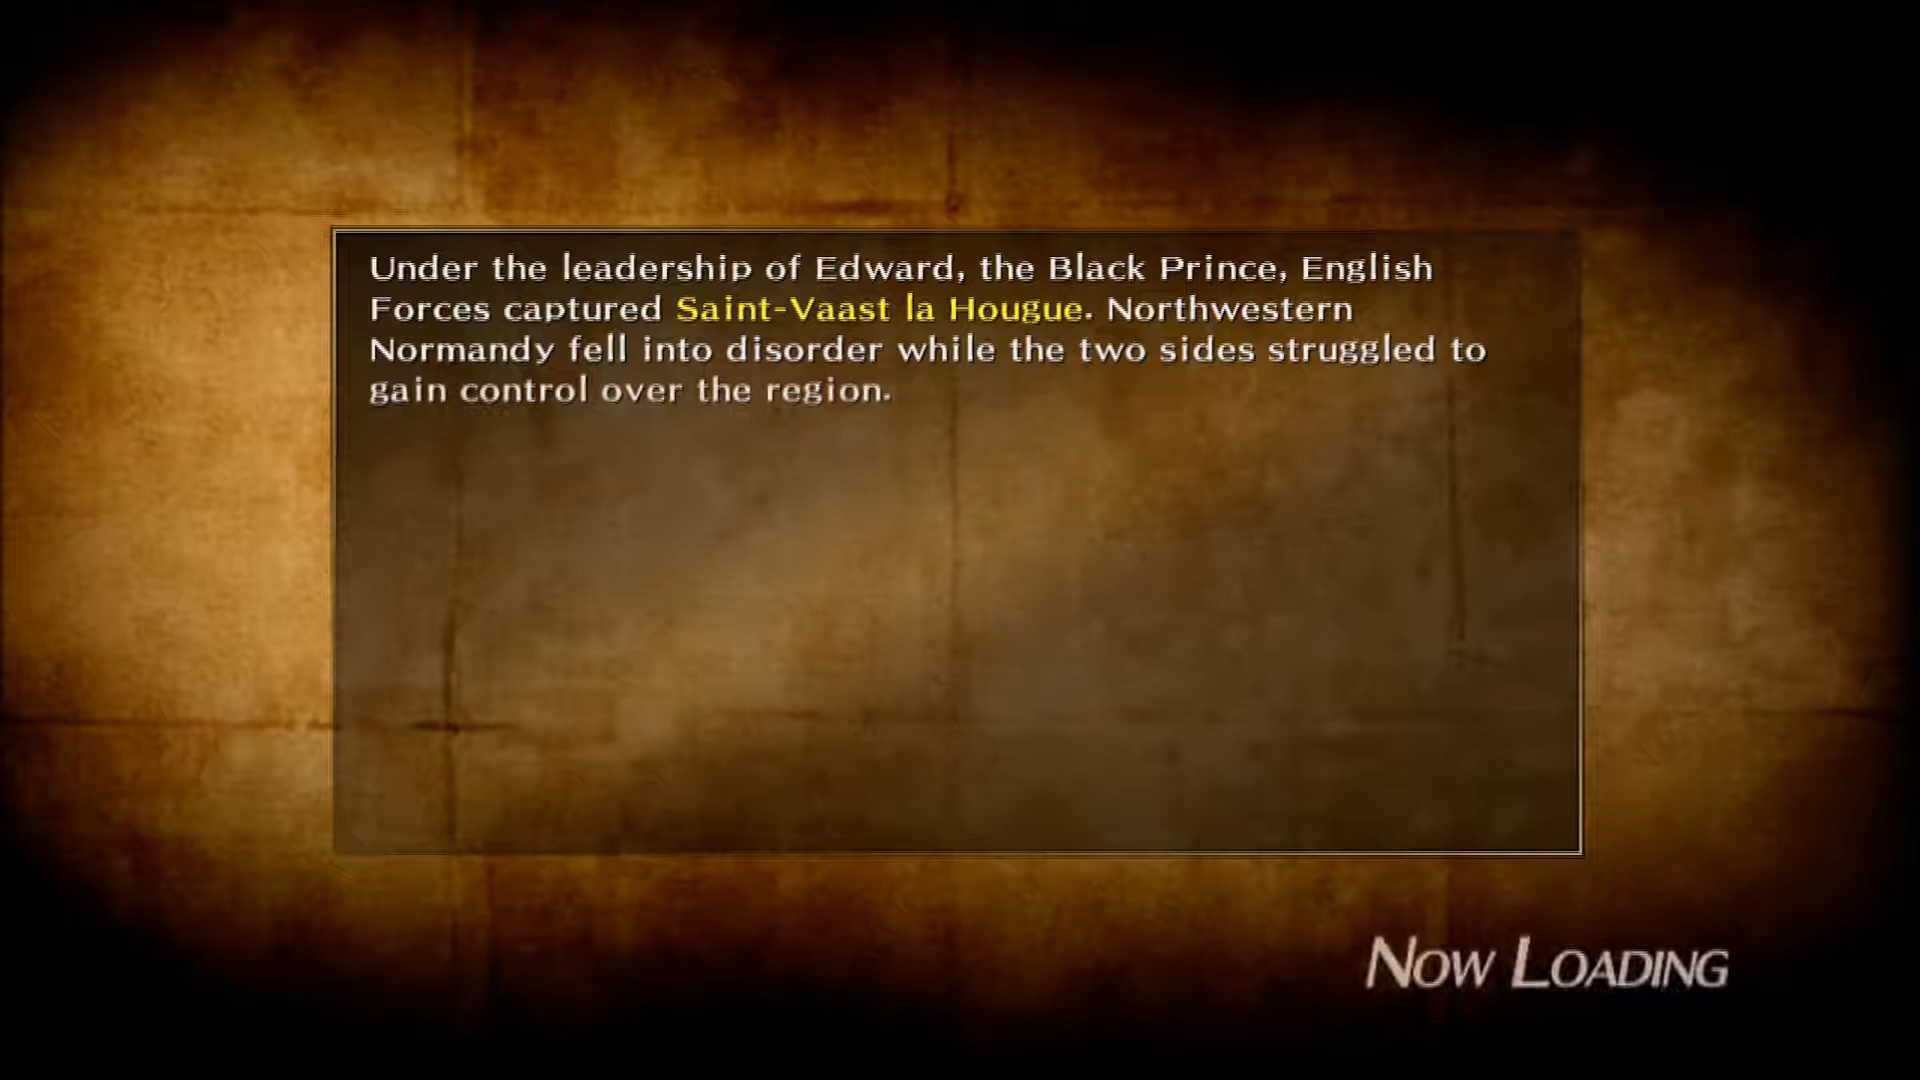 Under the leadership of Edward, the Black Prince, English
Forces captured Saint-Vaast la Hougue. Northwestern
Normandy fell into disorder while the two sides struggled to
gain control over the region.
NOW LOADING